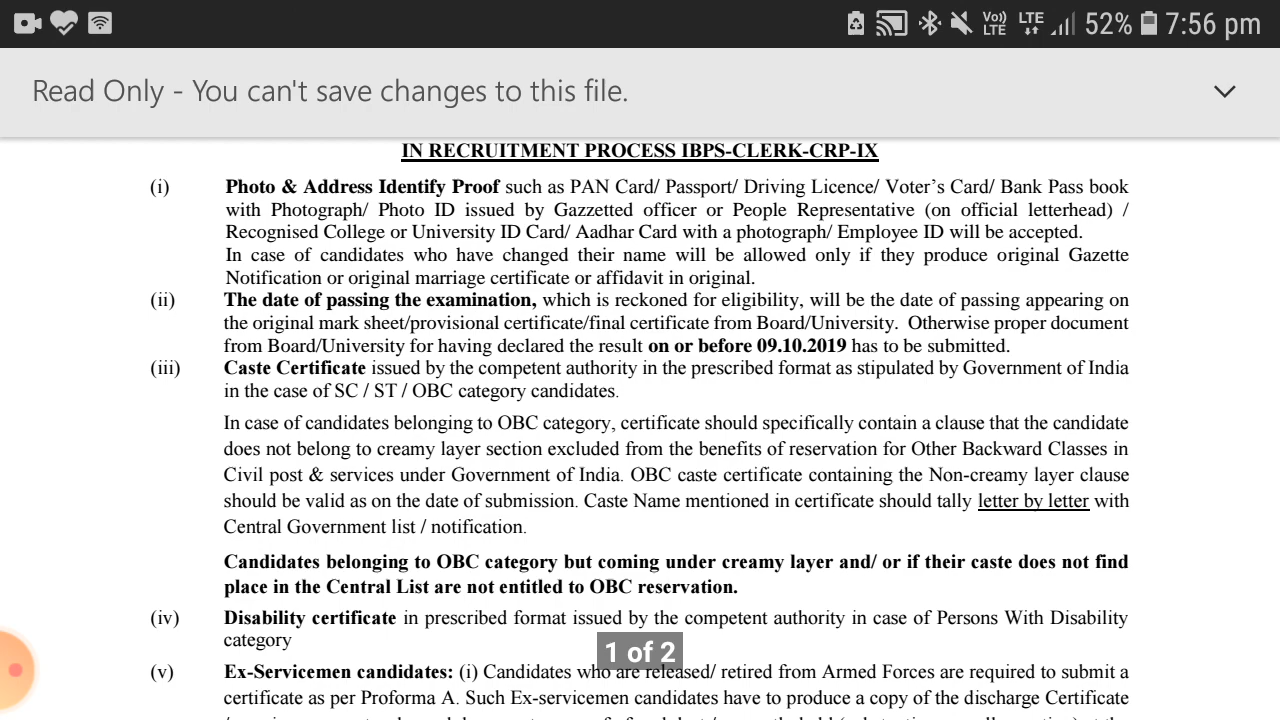 Vo)) LTE LTE 52% 7:56 pm
Read Only - You can't save changes to this file.
IN RECRUITMENT PROCESS IBPS-CLERK-CRP-IX
(i) Photo & Address Identify Proof such as PAN Card/ Passport/ Driving Licence/ Voter's Card/ Bank Pass book
with Photograph/ Photo ID issued by Gazzetted officer or People Representative (on official letterhead) /
Recognised College or University ID Card/ Aadhar Card with a photograph/ Employee ID will be accepted.
In case of candidates who have changed their name will be allowed only if they produce original Gazette
Notification or original marriage certificate or affidavit in original.
(ii) The date of passing the examination, which is reckoned for eligibility, will be the date of passing appearing on
the original mark sheet/provisional certificate/final certificate from Board/University. Otherwise proper document
from Board/University for having declared the result on or before 09.10.2019 has to be submitted.
(iii) Caste Certificate issued by the competent authority in the prescribed format as stipulated by Government of India
in the case of SC / ST / OBC category candidates.
In case of candidates belonging to OBC category, certificate should specifically contain a clause that the candidate
does not belong to creamy layer section excluded from the benefits of reservation for Other Backward Classes in
Civil post & services under Government of India. OBC caste certificate containing the Non-creamy layer clause
should be valid as on the date of submission. Caste Name mentioned in certificate should tally letter by letter with
Central Government list / notification.
Candidates belonging to OBC category but coming under creamy layer and/ or if their caste does not find
place in the Central List are not entitled to OBC reservation.
(iv) Disability certificate in prescribed format issued by the competent authority in case of Persons With Disability
category
1 of 2
(v) Ex-Servicemen candidates: (i) Candidates who are released/ retired from Armed Forces are required to submit a
certificate as per Proforma A. Such Ex-servicemen candidates have to produce a copy of the discharge Certificate